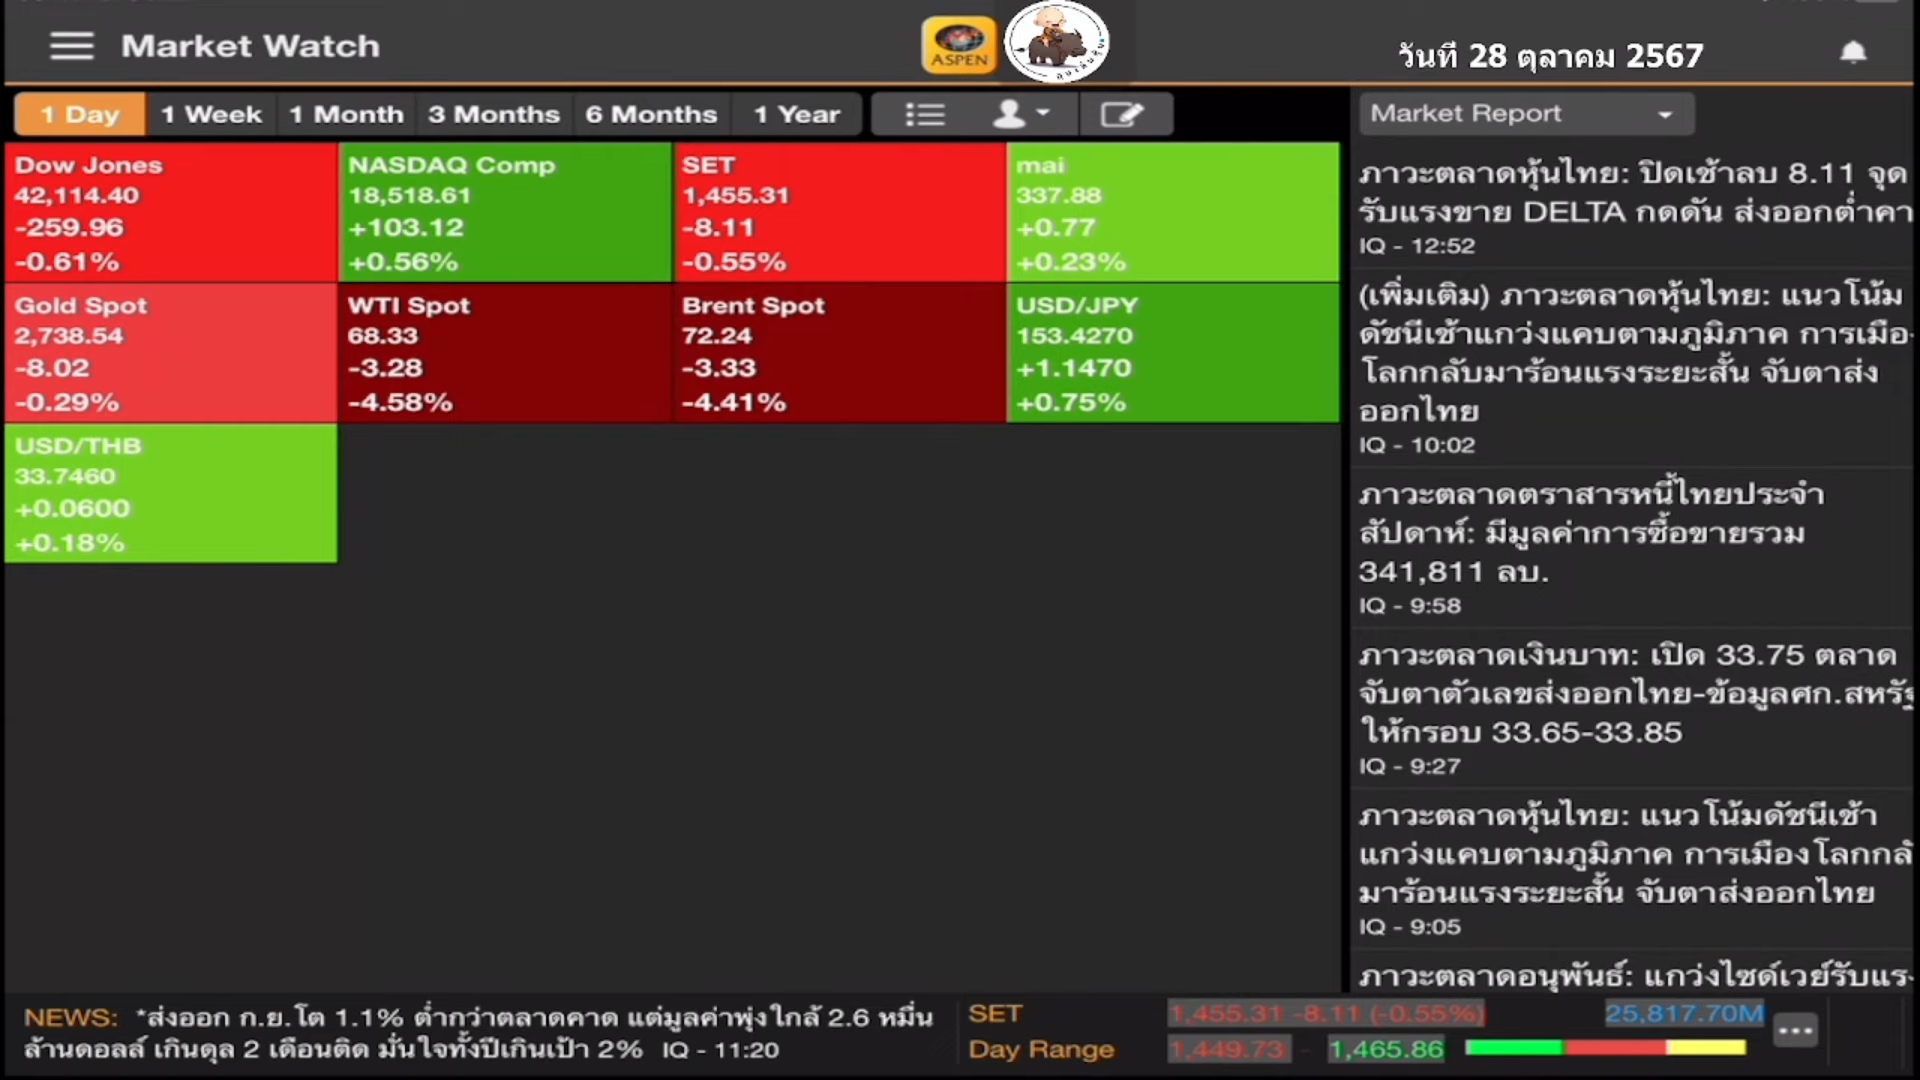 Market Watch
ASPEN
วันที่ 28 ตุลาคม 2567
1 Day 1 Week 1 Month 3 Months 6 Months 1 Year
Market Report
Dow Jones
42,114.40
-259.96
-0.61%
NASDAQ Comp
18,518.61
+103.12
+0.56%
SET
1,455.31
-8.11
-0.55%
mai
337.88
+0.77
+0.23%
Gold Spot
2,738.54
-8.02
-0.29%
WTI Spot
68.33
-3.28
-4.58%
Brent Spot
72.24
-3.33
-4.41%
USD/JPY
153.4270
+1.1470
+0.75%
USD/THB
33.7460
+0.0600
+0.18%
ภาวะตลาดหุ้นไทย: ปิดเช้าลบ 8.11 จุด
รับแรงขาย DELTA กดดัน ส่งออกต่ำคา
IQ - 12:52
(เพิ่มเติม) ภาวะตลาดหุ้นไทย: แนวโน้ม
ดัชนีเช้าแกว่งแคบตามภูมิภาค การเมือ
โลกกลับมาร้อนแรงระยะสั้น จับตาส่ง
ออกไทย
IQ - 10:02
ภาวะตลาดตราสารหนี้ไทยประจำ
สัปดาห์: มีมูลค่าการซื้อขายรวม
341,811 ลบ.
IQ - 9:58
ภาวะตลาดเงินบาท: เปิด 33.75 ตลาด
จับตาตัวเลขส่งออกไทย-ข้อมูลศก.สหรัฐ
ให้กรอบ 33.65-33.85
IQ - 9:27
ภาวะตลาดหุ้นไทย: แนวโน้มดัชนีเช้า
แกว่งแคบตามภูมิภาค การเมืองโลกกลั
มาร้อนแรงระยะสั้น จับตาส่งออกไทย
IQ - 9:05
ภาวะตลาดอนุพันธ์: แกว่งไซด์เวย์รับแร
NEWS: *ส่งออก ก.ย.โต 1.1% ต่ำกว่าตลาดคาด แต่มูลค่าพุ่งใกล้ 2.6 หมื่น
ล้านดอลล์ เกินดุล 2 เดือนติด มั่นใจทั้งปีเกินเป้า 2% IQ - 11:20
SET 1,455.31 -8.11 (-0.55%) 25,817.70M
Day Range 1,449.73 - 1,465.86